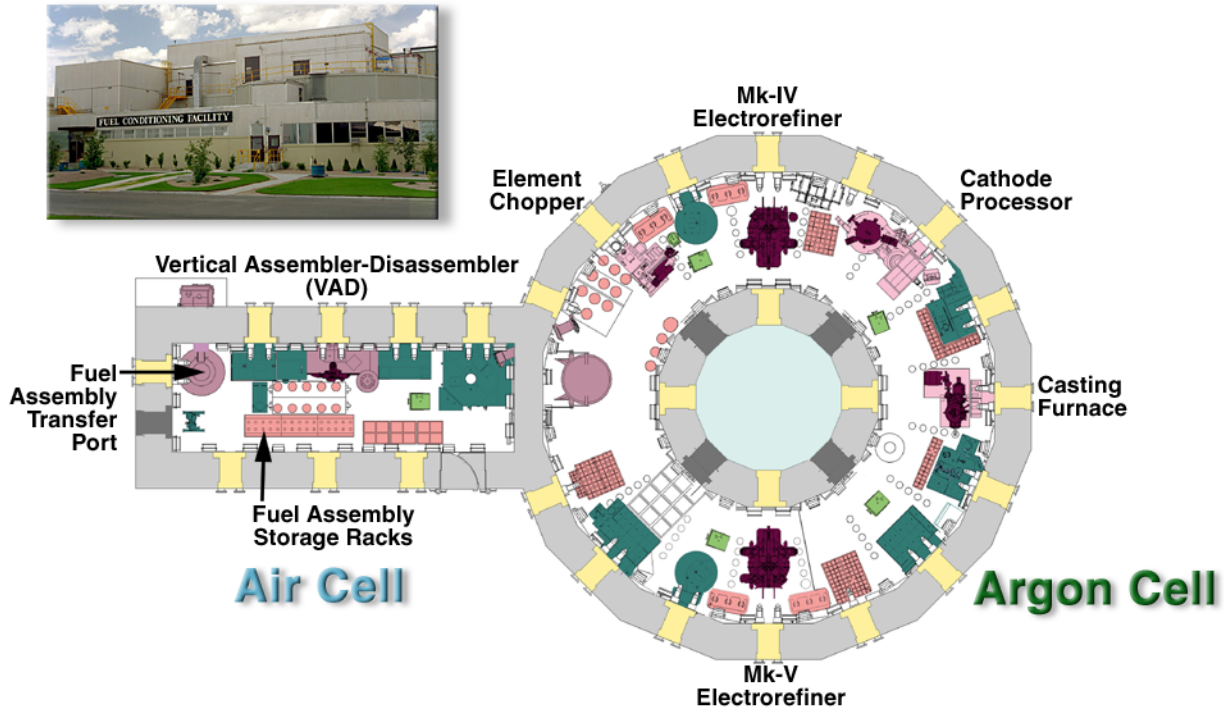 FUEL CONDITIONING FACILITY
Mk-IV
Electrorefiner
Element
Chopper
Cathode
Processor
Vertical Assembler-Disassembler
(VAD)
Fuel
Assembly
Transfer
Port
Casting
Furnace
Fuel Assembly
Storage Racks
Air Cell
Argon Cell
Mk-V
Electrorefiner